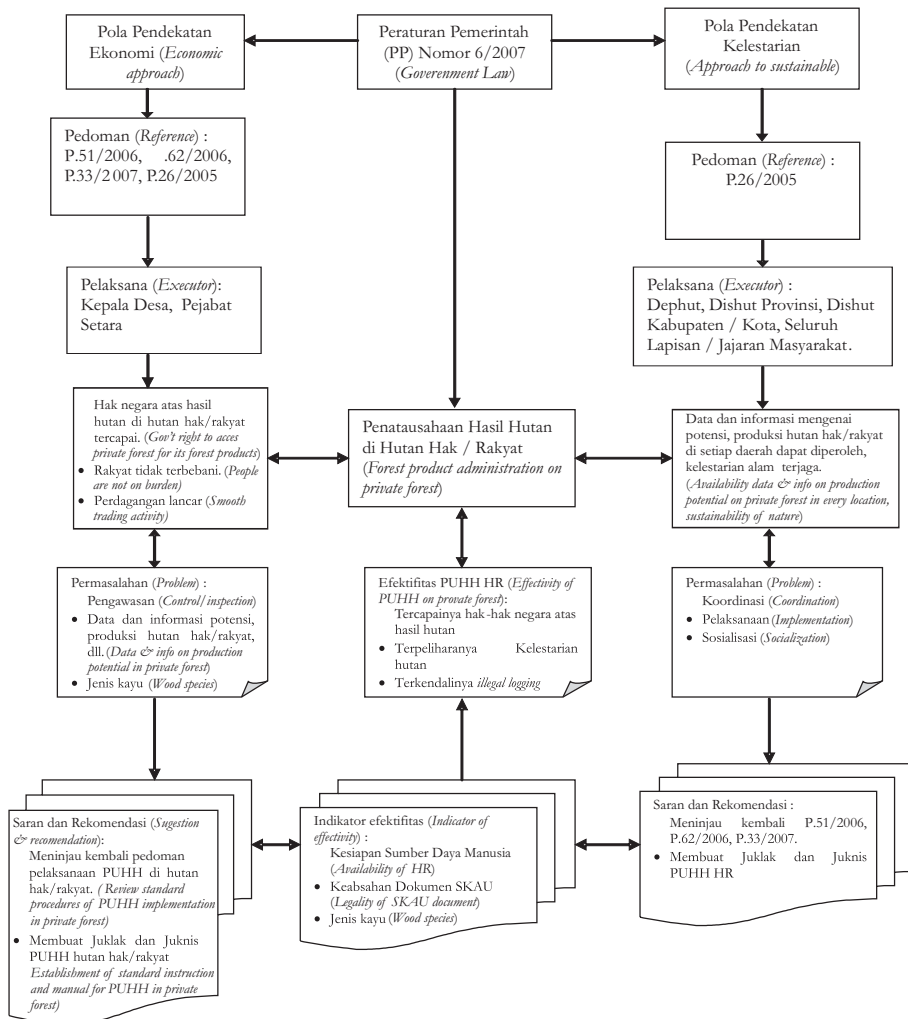 Pola Pendekatan
Ekonomi (Economic
approach)
Peraturan Pemerintah
(PP) Nomor 6/2007
(Goverenment Law)
Pola Pendekatan
Kelestarian
(Approach to sustainable)
Pedoman (Reference) :
P.51/2006, .62/2006,
P.33/2007, P.26/2005
Pedoman (Reference) :
P.26/2005
Pelaksana (Executor):
Kepala Desa, Pejabat
Setara
Pelaksana (Executor) :
Dephut, Dishut Provinsi, Dishut
Kabupaten / Kota, Seluruh
Lapisan / Jajaran Masyarakat.
Hak negara atas hasil
hutan di hutan hak/rakyat
tercapai. (Gov't right to acces
private forest for its forest products)
• Rakyat tidak terbebani. (People
are not on burden)
• Perdagangan lancar (Smooth
trading activity)
Penatausahaan Hasil Hutan
di Hutan Hak / Rakyat
(Forest product administration on
private forest)
Data dan informasi mengenai
potensi, produksi hutan hak/rakyat
di setiap daerah dapat diperoleh,
kelestarian alam terjaga.
(Availability data & info on production
potential on private forest in every location,
sustainability of nature)
Permasalahan (Problem) :
Pengawasan (Control/inspection)
• Data dan informasi potensi,
produksi hutan hak/rakyat,
dll. (Data & info on production
potential in private forest)
• Jenis kayu (Wood species)
Efektifitas PUHH HR (Effectivity of
PUHH on provate forest):
Tercapainya hak-hak negara atas
hasil hutan
• Terpeliharanya Kelestarian
hutan
• Terkendalinya illegal logging
Permasalahan (Problem) :
Koordinasi (Coordination)
• Pelaksanaan (Implementation)
• Sosialisasi (Socialization)
Saran dan Rekomendasi (Sugestion
& recomendation):
Meninjau kembali pedoman
pelaksanaan PUHH di hutan
hak/rakyat. ( Review standard
procedures of PUHH implementation
in private forest)
• Membuat Juklak dan Juknis
PUHH hutan hak/rakyat
Establishment of standard instruction
and manual for PUHH in private
forest)
Indikator efektifitas (Indicator of
effectivity) :
Kesiapan Sumber Daya Manusia
(Availability of HR)
• Keabsahan Dokumen SKAU
(Legality of SKAU document)
• Jenis kayu (Wood species)
Saran dan Rekomendasi :
Meninjau kembali P.51/2006,
P.62/2006, P.33/2007.
• Membuat Juklak dan Juknis
PUHH HR